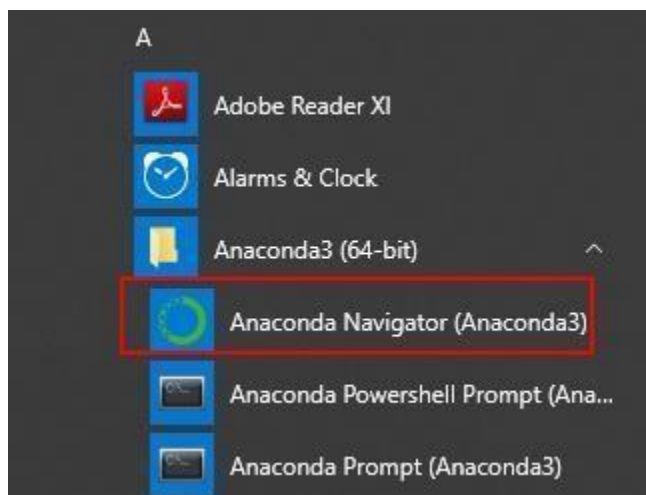 A
Adobe Reader XI
Alarms & Clock
Anaconda3 (64-bit)
Anaconda Navigator (Anaconda3)
Anaconda Powershell Prompt (Ana...
Anaconda Prompt (Anaconda3)